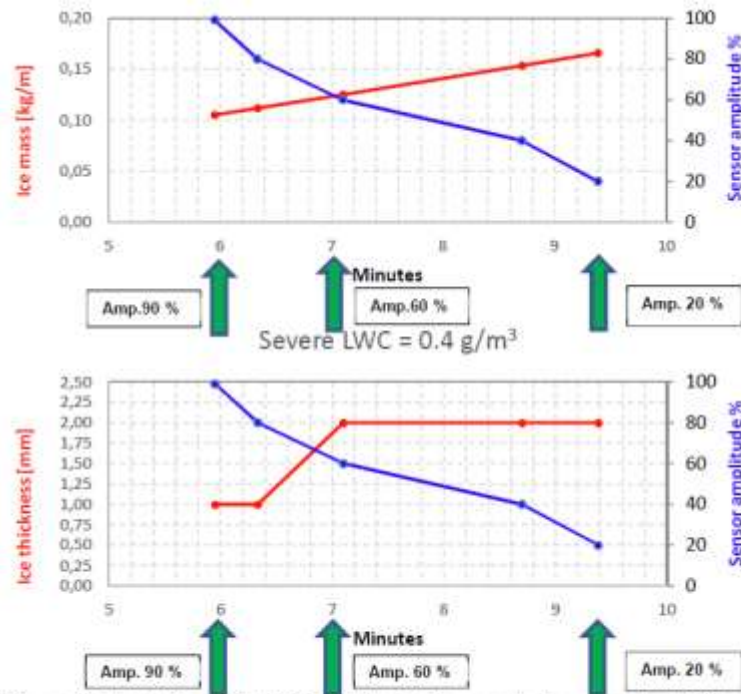 0,20
0,15
0,10
0,05
0,00
Ice mass [kg/m]
100
80
60
40
20
0
Sensor amplitude %
5 6 7 8 9 10
Minutes
Amp.90 %
Amp.60 %
Amp. 20 %
Severe LWC = 0.4 g/m³
2,50
2,25
2,00
1,75
1,50
1,25
1,00
0,75
0,50
0,25
0,00
Ice thickness [mm]
100
80
60
40
20
0
Sensor amplitude %
5 6 7 8 9 10
Minutes
Amp. 90 %
Amp. 60 %
Amp. 20 %